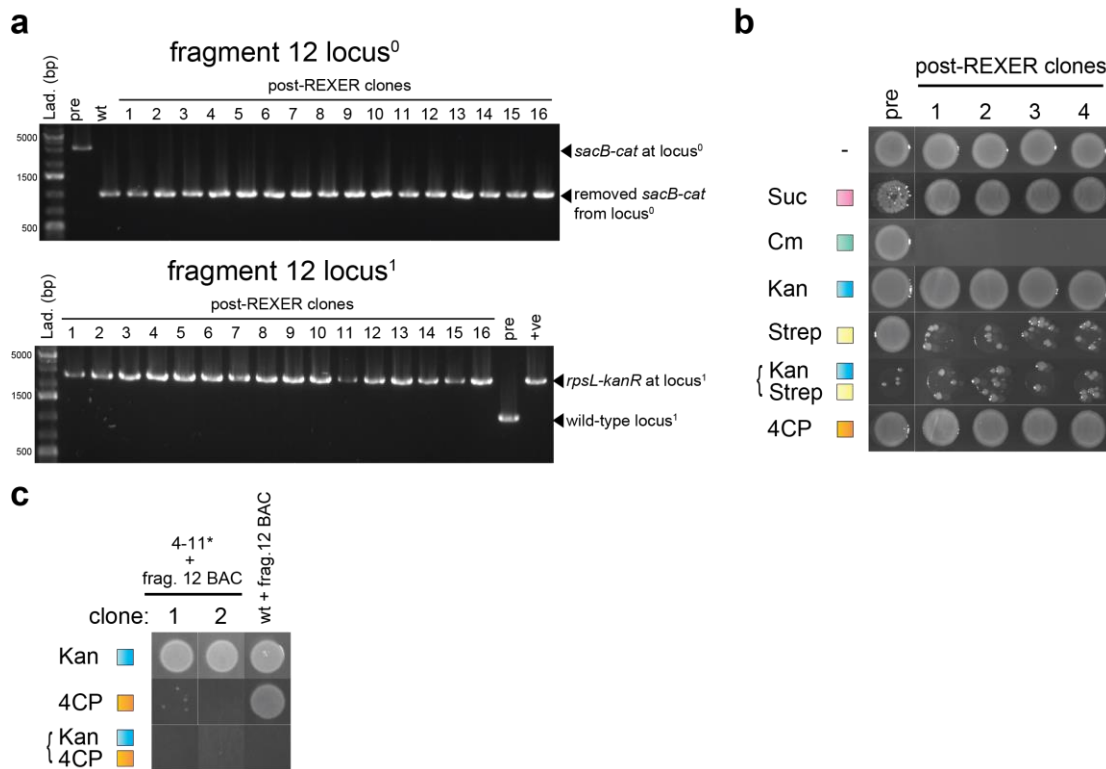 a
fragment 12 locus⁰
post-REXER clones
Lad. (bp)
pre
wt
1 2 3 4 5 6 7 8 9 10 11 12 13 14 15 16
5000
1500
500
sacB-cat at locus⁰
removed sacB-cat
from locus⁰
fragment 12 locus¹
post-REXER clones
Lad. (bp)
1 2 3 4 5 6 7 8 9 10 11 12 13 14 15 16
pre
+ve
5000
1500
500
rpsL-kanR at locus¹
wild-type locus¹
b
post-REXER clones
pre
1 2 3 4
-
Suc
Cm
Kan
Strep
{ Kan
Strep
4CP
c
4-11*
+
frag. 12 BAC
wt + frag.12 BAC
clone: 1 2
Kan
4CP
{ Kan
4CP